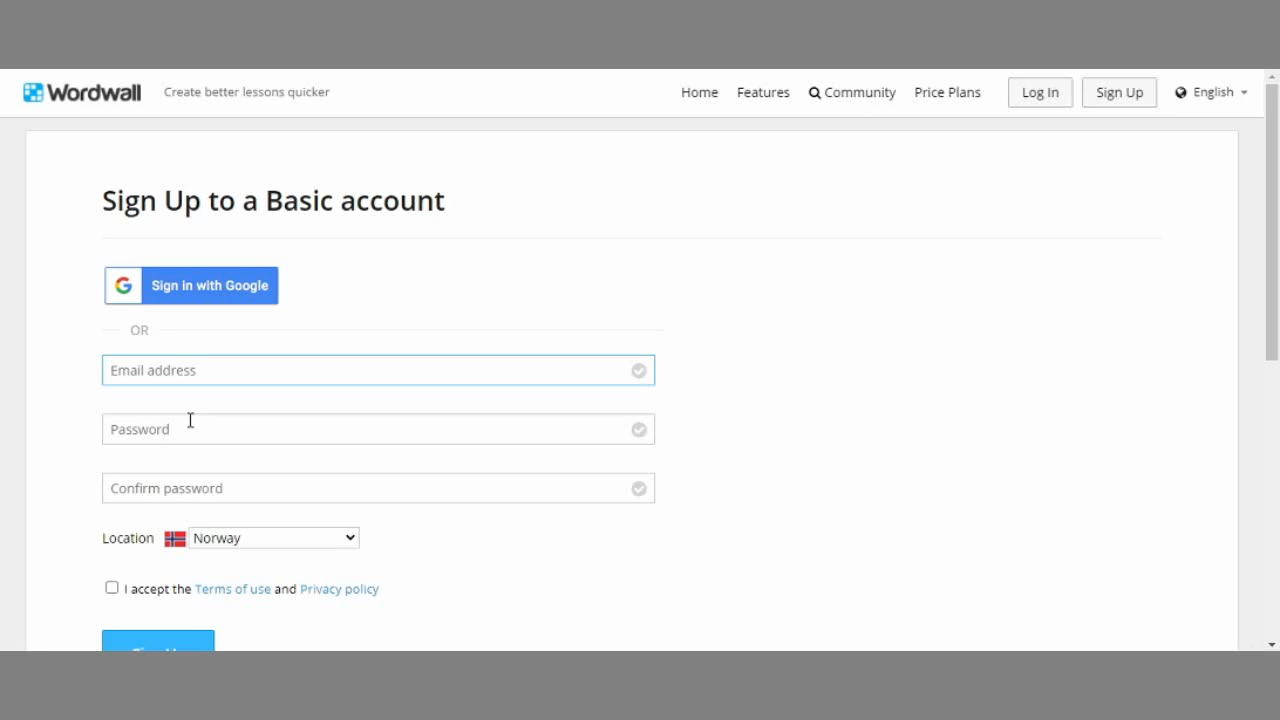 Wordwall Create better lessons quicker Home Features Community Price Plans Log In Sign Up English
Sign Up to a Basic account
Sign in with Google
OR
Email address
Password
Confirm password
Location Norway
I accept the Terms of use and Privacy policy